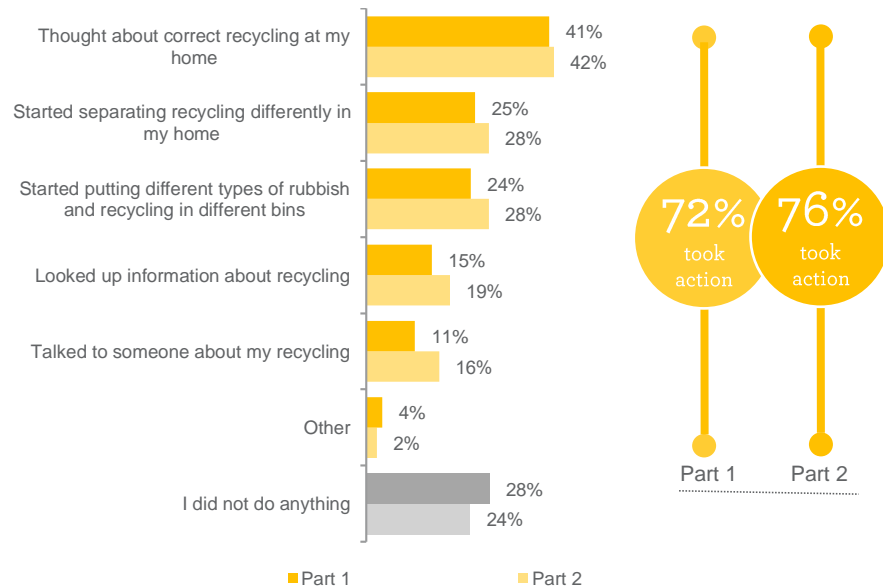 Thought about correct recycling at my
home
41%
42%
Started separating recycling differently in
my home
25%
28%
Started putting different types of rubbish
and recycling in different bins
24%
28%
Looked up information about recycling
15%
19%
Talked to someone about my recycling
11%
16%
Other
4%
2%
I did not do anything
28%
24%
Part 1
Part 2
72%
took
action
76%
took
action
Part 1
Part 2